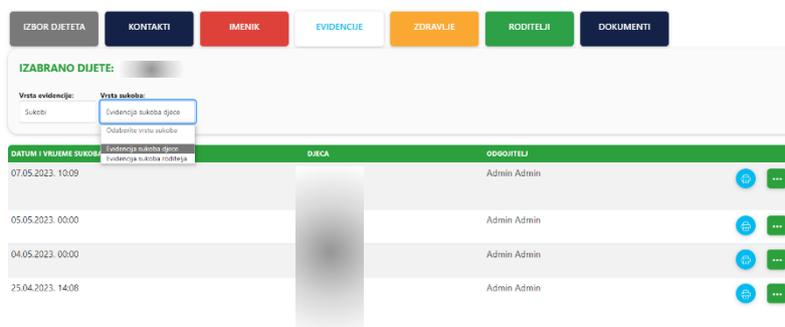 IZBOR DJETETA KONTAKTI IMENIK EVIDENCIJE ZDRAVLJE RODITELJI DOKUMENTI
IZABRANO DIJETE:
Vrsta evidencije: Vrsta sukoba:
Sukobi Evidencija sukoba djece
Odaberite vrstu sukoba
Evidencija sukoba djece
Evidencija sukoba roditelja
DATUM I VRIJEME SUKOBA DJECA ODGOJITELJ
07.05.2023. 10:09 Admin Admin
05.05.2023. 00:00 Admin Admin
04.05.2023. 00:00 Admin Admin
25.04.2023. 14:08 Admin Admin